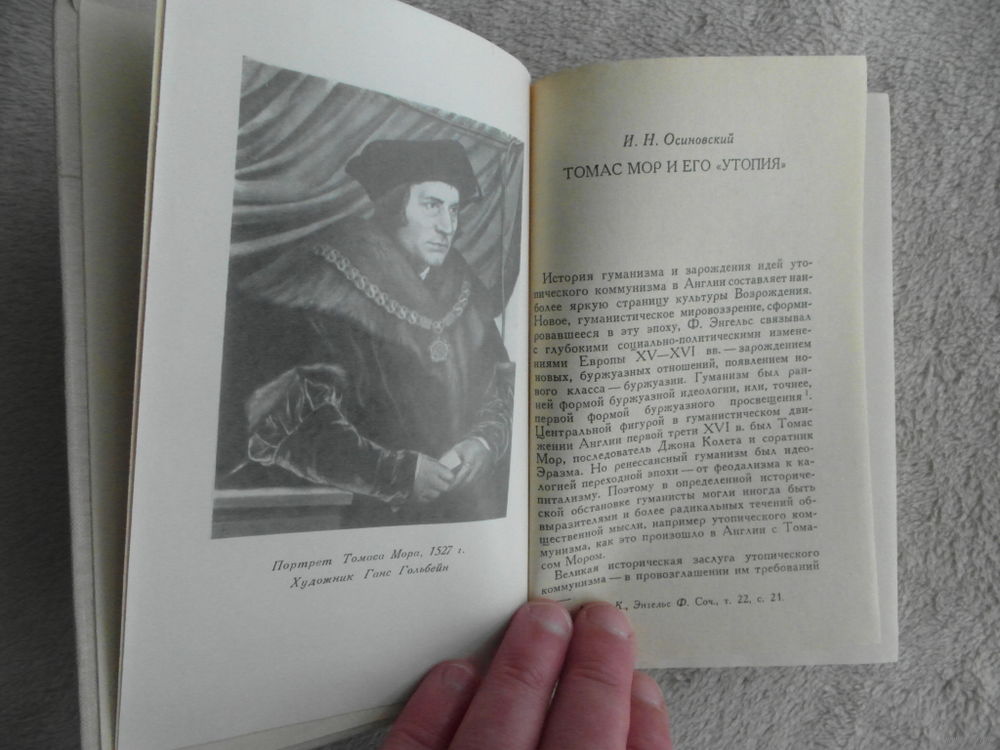 Портрет Томаса Мора, 1527 г.
Художник Ганс Гольбейн
И. Н. Осиновский
ТОМАС МОР И ЕГО «УТОПИЯ»
История гуманизма и зарождения идей уто-
пического коммунизма в Англии составляет наи-
более яркую страницу культуры Возрождения.
Новое, гуманистическое мировоззрение, сформи-
ровавшееся в эту эпоху, Ф. Энгельс связывал
с глубокими социально-политическими измене-
ниями Европы XV—XVI вв. — зарождением
новых, буржуазных отношений, появлением но-
вого класса — буржуазии. Гуманизм был ран-
ней формой буржуазной идеологии, или, точнее,
первой формой буржуазного просвещения 1.
Центральной фигурой в гуманистическом дви-
жении Англии первой трети XVI в. был Томас
Мор, последователь Джона Колета и соратник
Эразма. Но ренессансный гуманизм был идео-
логией переходной эпохи — от феодализма к ка-
питализму. Поэтому в определенной историче-
ской обстановке гуманисты могли иногда быть
выразителями и более радикальных течений об-
щественной мысли, например утопического ком-
мунизма, как это произошло в Англии с Тома-
сом Мором.
Великая историческая заслуга утопического
коммунизма — в провозглашении им требований
К., Энгельс Ф. Соч., т. 22, с. 21.